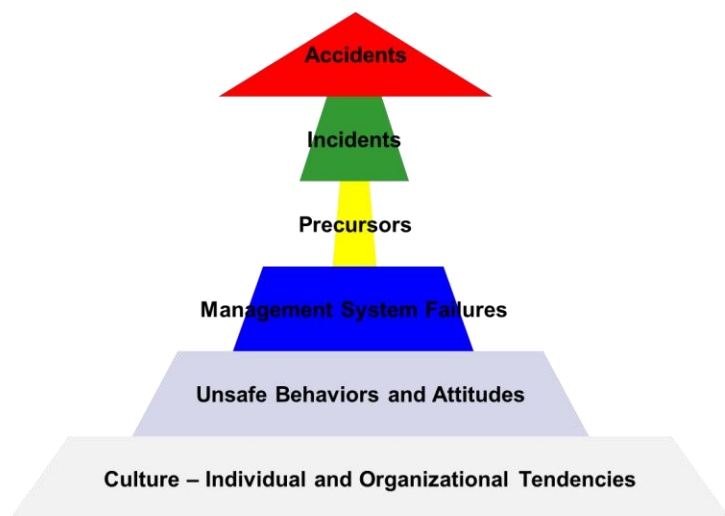 Accidents
Incidents
Precursors
Management System Failures
Unsafe Behaviors and Attitudes
Culture – Individual and Organizational Tendencies